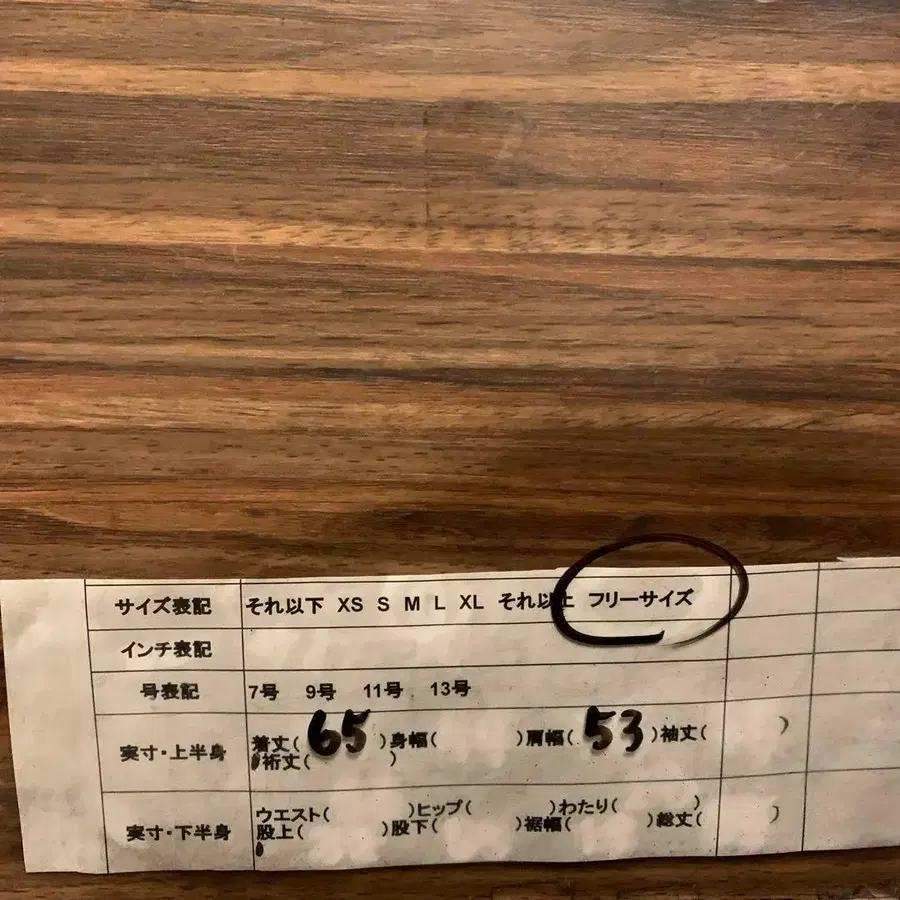 サイズ表記 それ以下 XS S M L XL それ以上 フリーサイズ
インチ表記
号表記 7号 9号 11号 13号
実寸・上半身 着丈( 65 )身幅( )肩幅( 53 )袖丈( )
裄丈( )
実寸・下半身 ウエスト( )ヒップ( )わたり( )
股上( )股下( )裾幅( )総丈( )